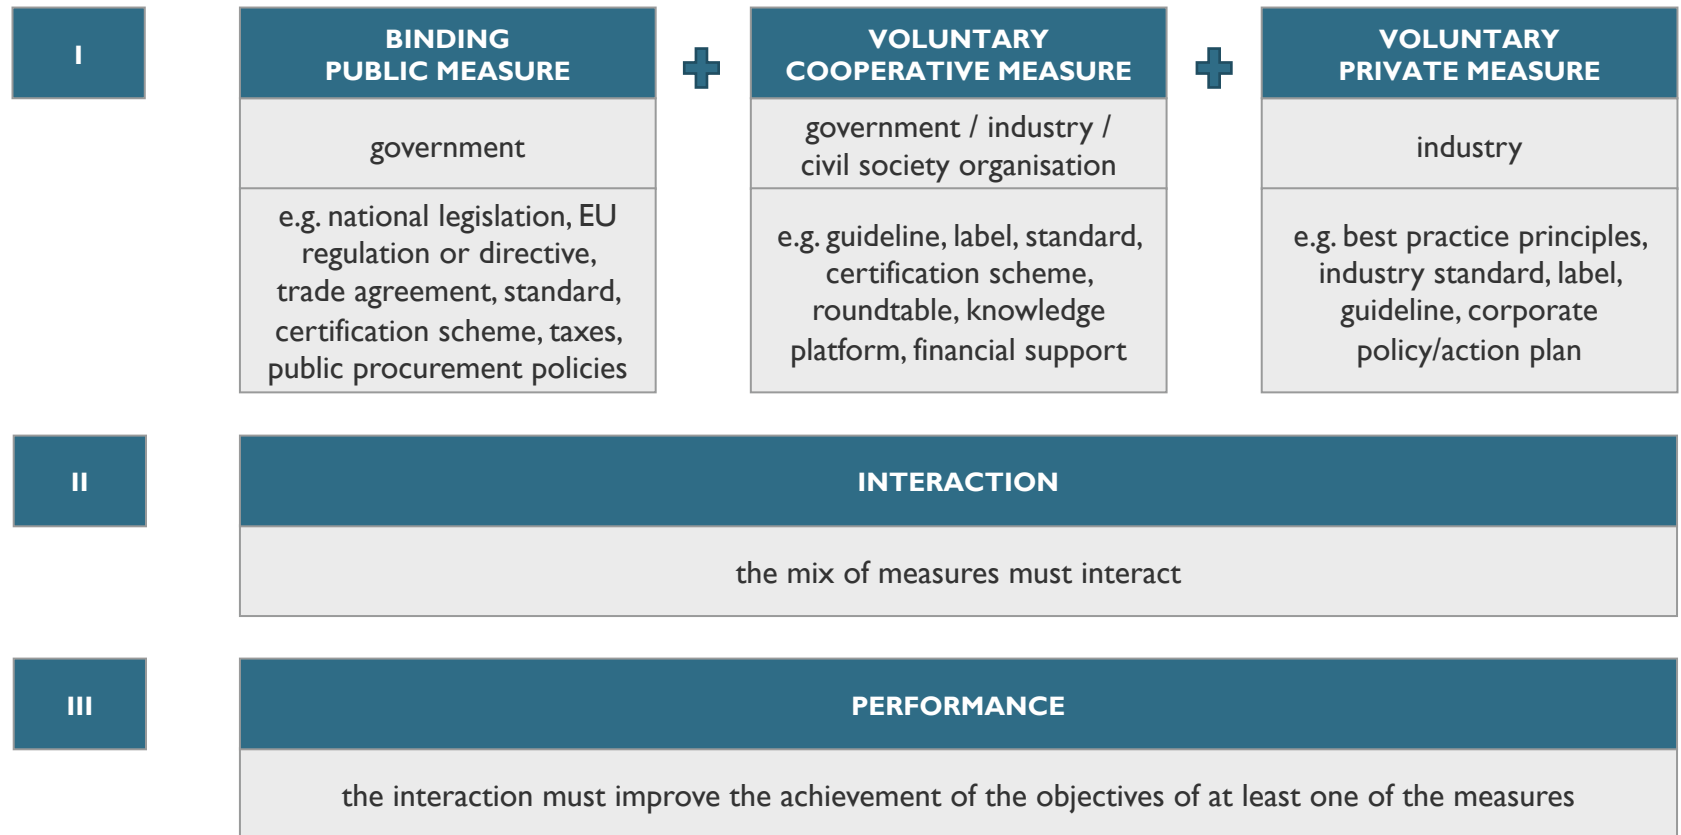 I
BINDING
PUBLIC MEASURE
government
e.g. national legislation, EU
regulation or directive,
trade agreement, standard,
certification scheme, taxes,
public procurement policies
VOLUNTARY
COOPERATIVE MEASURE
government / industry /
civil society organisation
e.g. guideline, label, standard,
certification scheme,
roundtable, knowledge
platform, financial support
VOLUNTARY
PRIVATE MEASURE
industry
e.g. best practice principles,
industry standard, label,
guideline, corporate
policy/action plan
II
INTERACTION
the mix of measures must interact
III
PERFORMANCE
the interaction must improve the achievement of the objectives of at least one of the measures